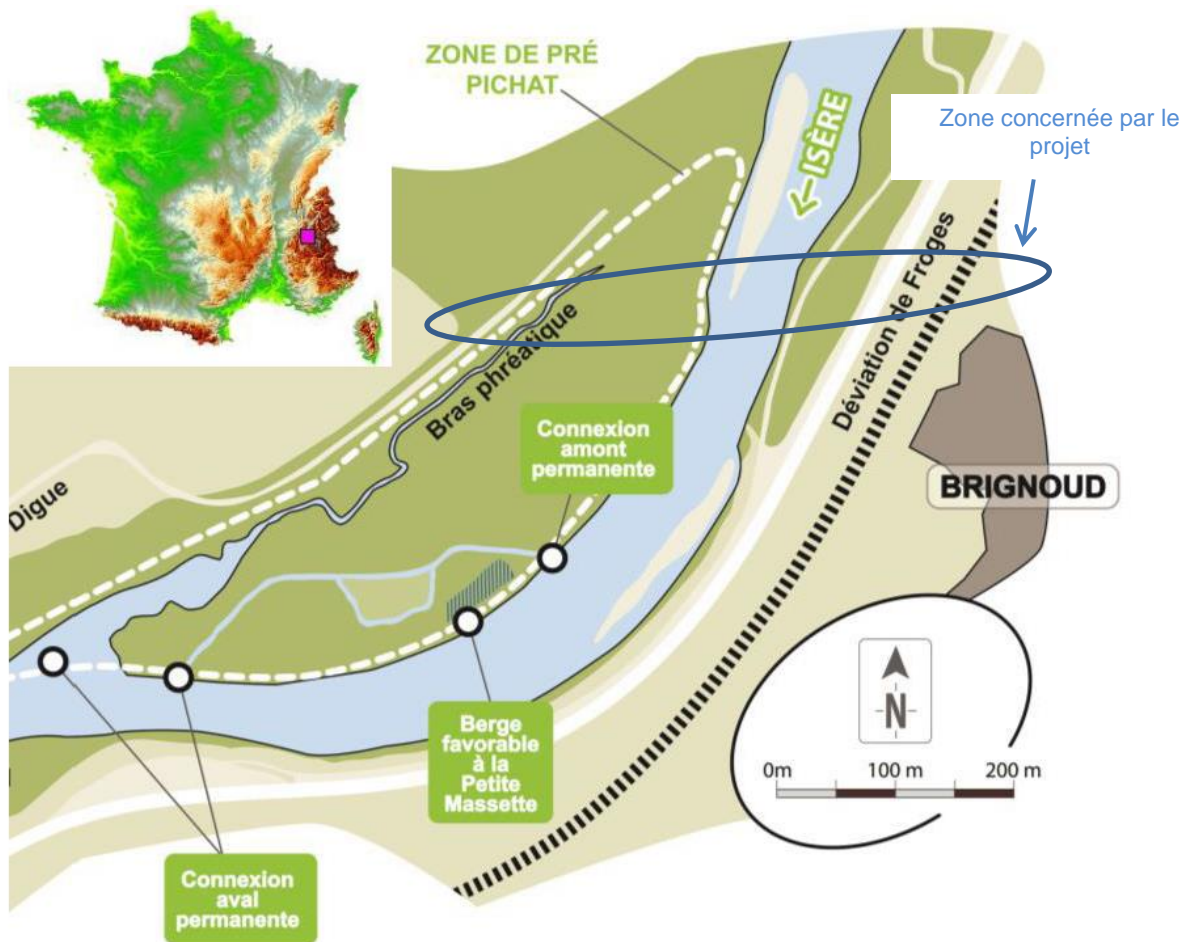 ZONE DE PRÉ
PICHAT
ISÈRE
Zone concernée par le
projet
Déviation de Froges
Bras phréatique
Connexion
amont
permanente
BRIGNOUD
Digue
Berge
favorable
à la
Petite
Massette
N
0m 100 m 200 m
Connexion
aval
permanente